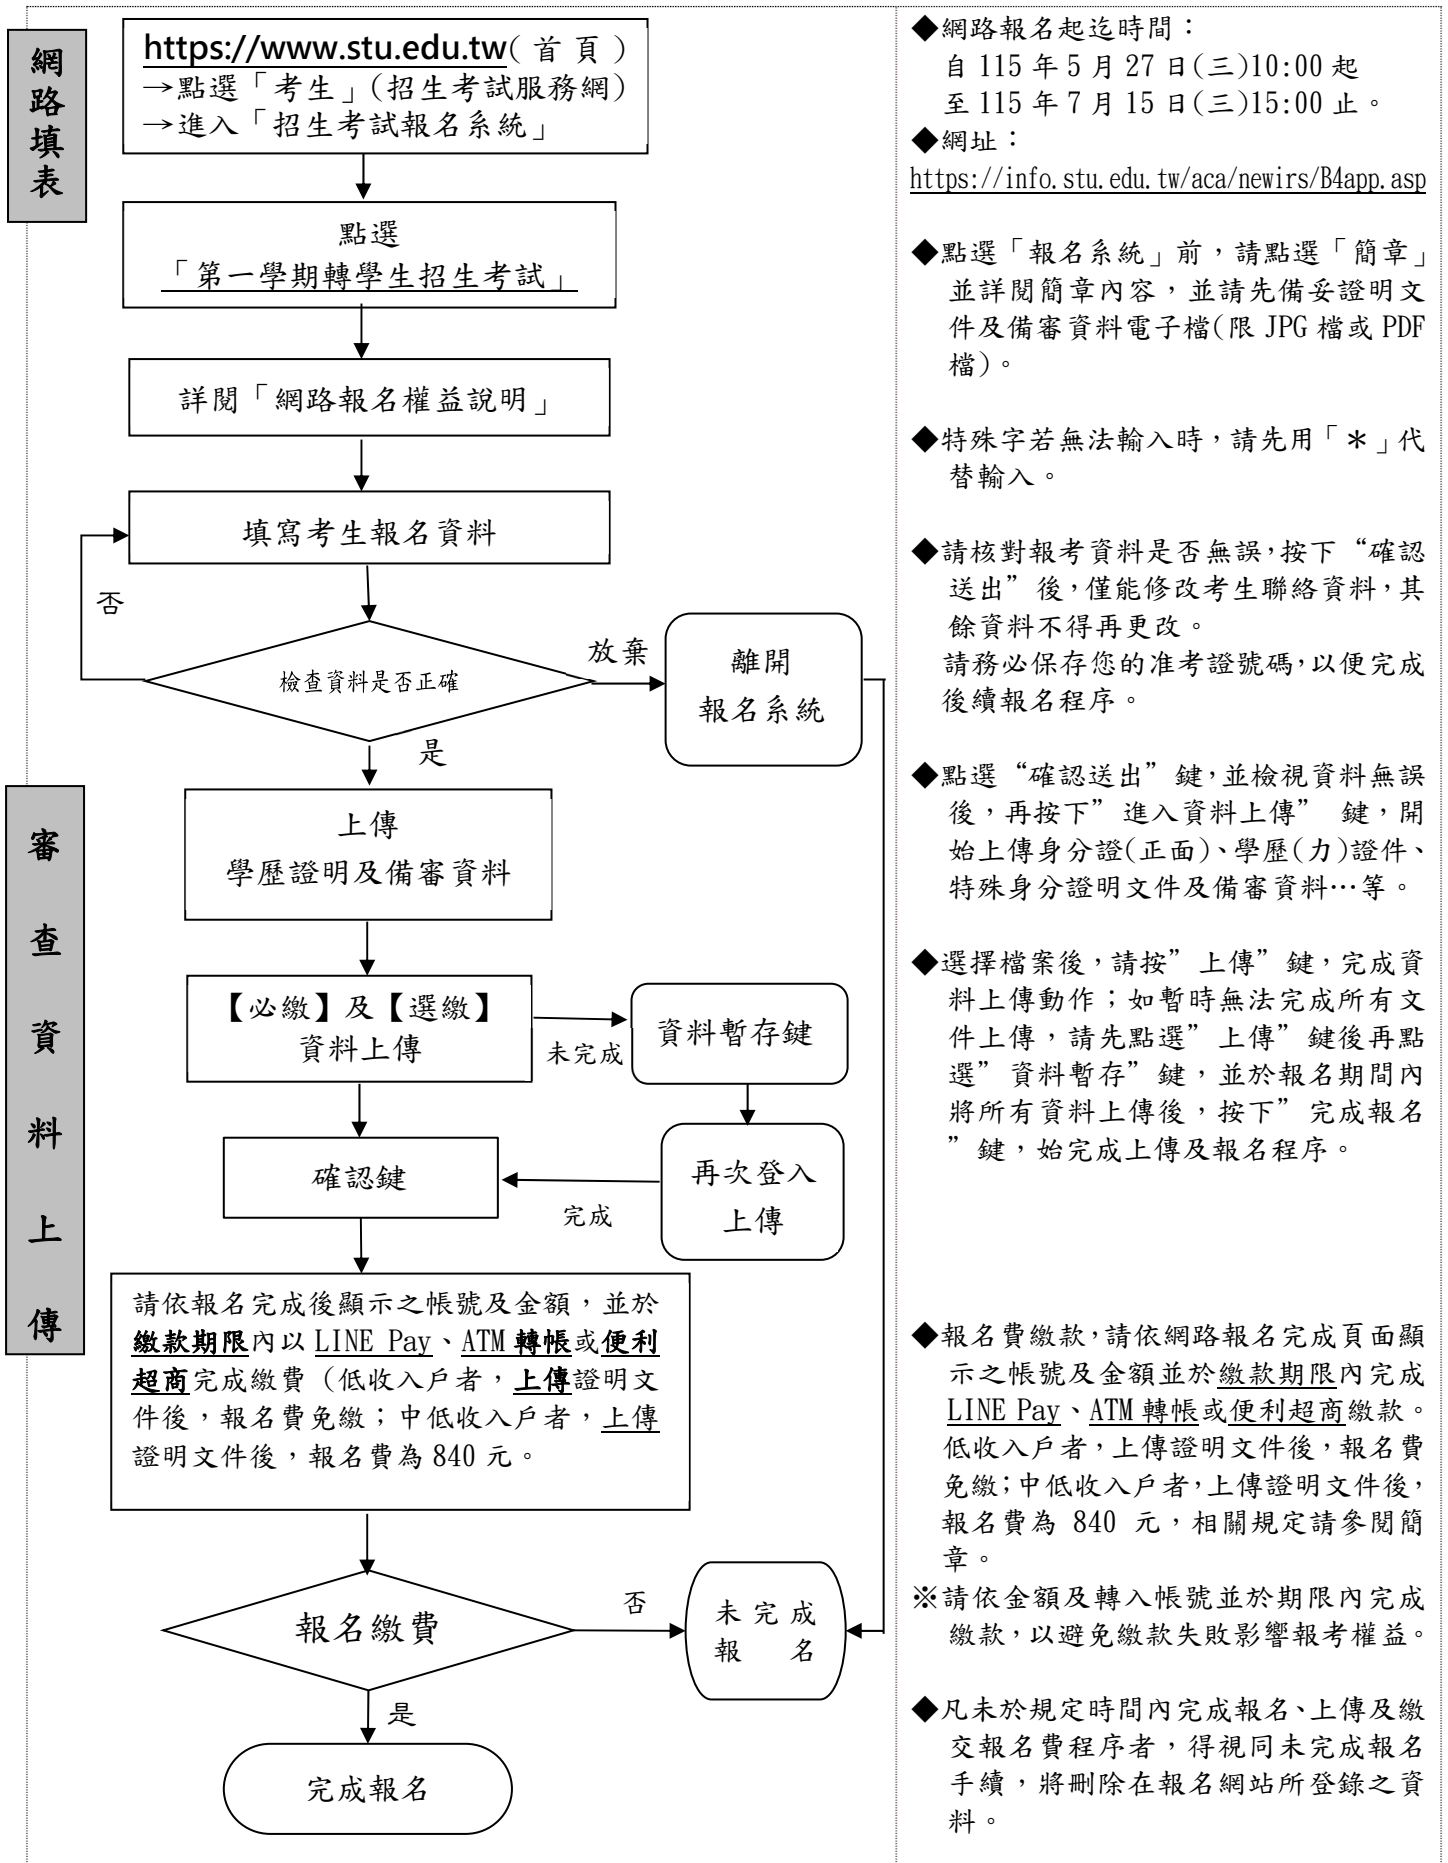 網路填表
https://www.stu.edu.tw(首頁)
→點選「考生」(招生考試服務網)
→進入「招生考試報名系統」
點選
「第一學期轉學生招生考試」
詳閱「網路報名權益說明」
填寫考生報名資料
否
檢查資料是否正確
放棄
離開
報名系統
是
審查資料上傳
上傳
學歷證明及備審資料
【必繳】及【選繳】
資料上傳
未完成
資料暫存鍵
確認鍵
完成
再次登入
上傳
請依報名完成後顯示之帳號及金額，並於
繳款期限內以 LINE Pay、ATM 轉帳或便利
超商完成繳費（低收入戶者，上傳證明文
件後，報名費免繳；中低收入戶者，上傳
證明文件後，報名費為 840 元。
報名繳費
否
未完成
報 名
是
完成報名
◆網路報名起迄時間：
自 115 年 5 月 27 日(三)10:00 起
至 115 年 7 月 15 日(三)15:00 止。
◆網址：
https://info.stu.edu.tw/aca/newirs/B4app.asp
◆點選「報名系統」前，請點選「簡章」
並詳閱簡章內容，並請先備妥證明文
件及備審資料電子檔(限 JPG 檔或 PDF
檔)。
◆特殊字若無法輸入時，請先用「＊」代
替輸入。
◆請核對報考資料是否無誤，按下“確認
送出”後，僅能修改考生聯絡資料，其
餘資料不得再更改。
請務必保存您的准考證號碼，以便完成
後續報名程序。
◆點選“確認送出”鍵，並檢視資料無誤
後，再按下”進入資料上傳” 鍵，開
始上傳身分證(正面)、學歷(力)證件、
特殊身分證明文件及備審資料…等。
◆選擇檔案後，請按”上傳”鍵，完成資
料上傳動作；如暫時無法完成所有文
件上傳，請先點選”上傳”鍵後再點
選”資料暫存”鍵，並於報名期間內
將所有資料上傳後，按下”完成報名
”鍵，始完成上傳及報名程序。
◆報名費繳款，請依網路報名完成頁面顯
示之帳號及金額並於繳款期限內完成
LINE Pay、ATM 轉帳或便利超商繳款。
低收入戶者，上傳證明文件後，報名費
免繳；中低收入戶者，上傳證明文件後，
報名費為 840 元，相關規定請參閱簡
章。
※請依金額及轉入帳號並於期限內完成
繳款，以避免繳款失敗影響報考權益。
◆凡未於規定時間內完成報名、上傳及繳
交報名費程序者，得視同未完成報名
手續，將刪除在報名網站所登錄之資
料。